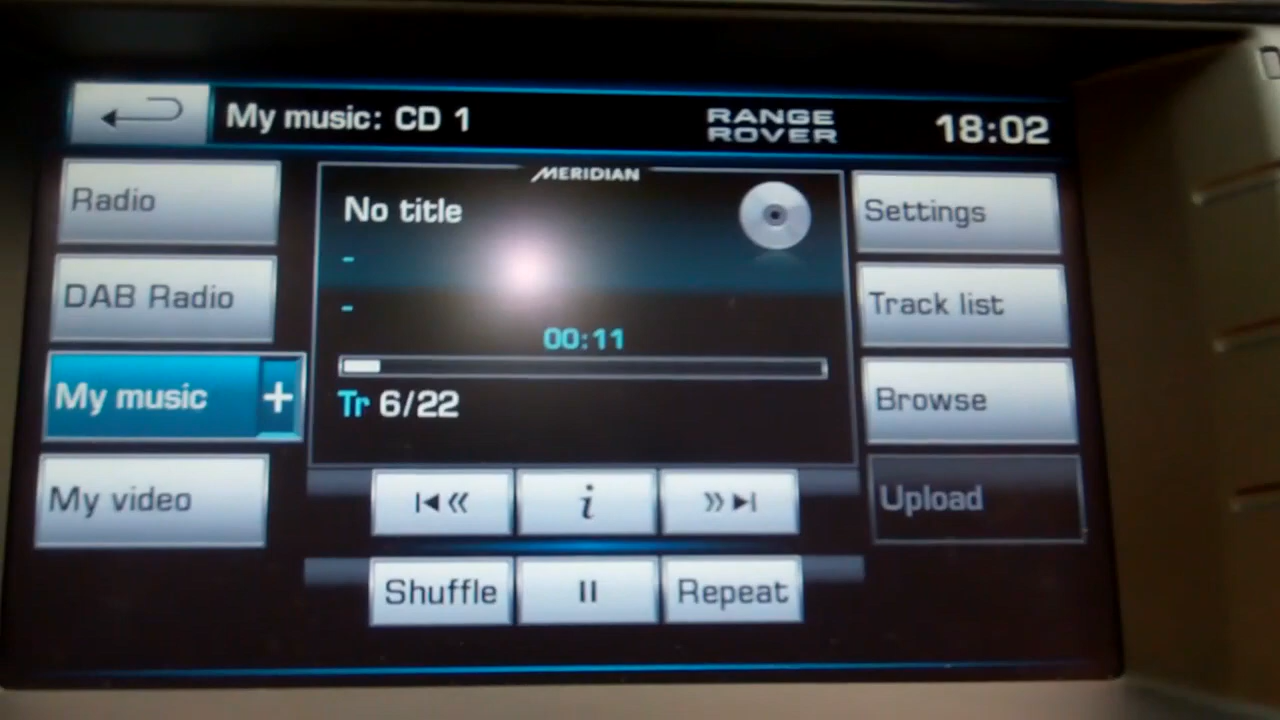 My music: CD 1
RANGE ROVER
18:02
Radio
DAB Radio
My music +
My video
MERIDIAN
No title
-
-
00:11
Tr 6/22
i
Shuffle
Repeat
Settings
Track list
Browse
Upload